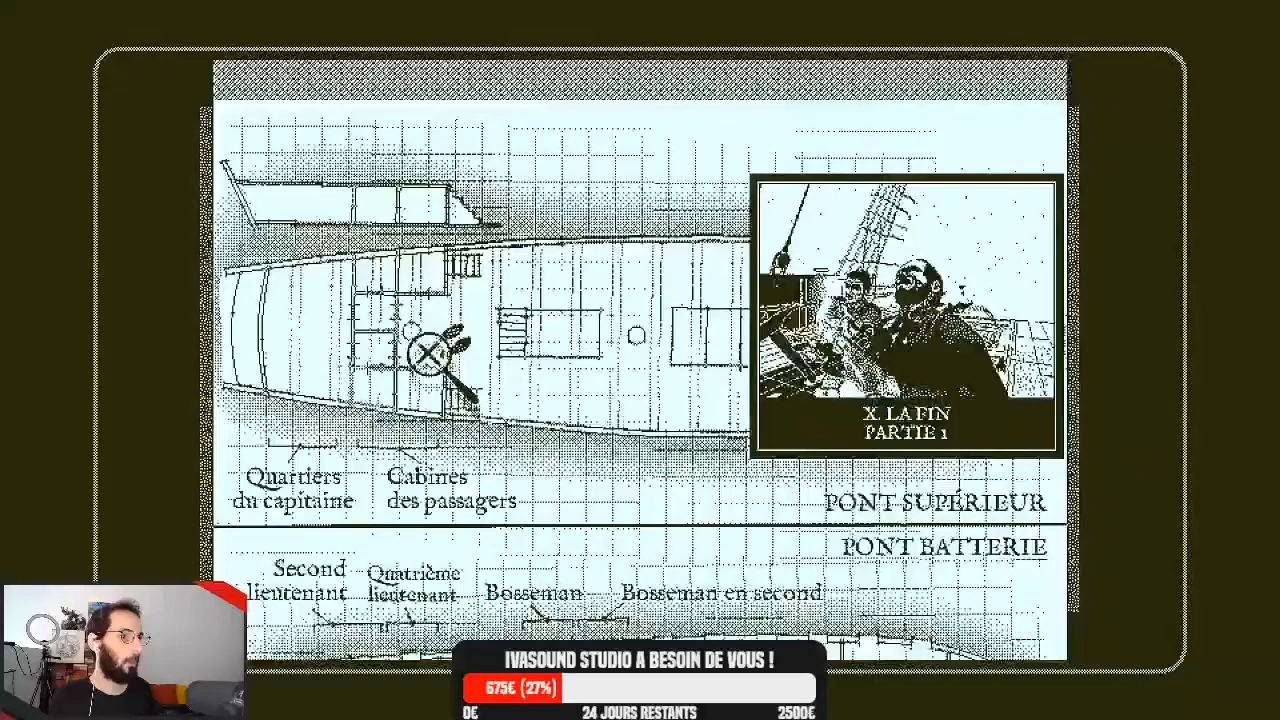 X. LA FIN
PARTIE 1
Quartiers
du capitaine
Cabines
des passagers
PONT SUPÉRIEUR
PONT BATTERIE
Second
lieutenant
Quatrième
lieutenant
Bosseman
Bosseman en second
IVASOUND STUDIO A BESOIN DE VOUS !
675€ (27%)
0€
24 JOURS RESTANTS
2500€